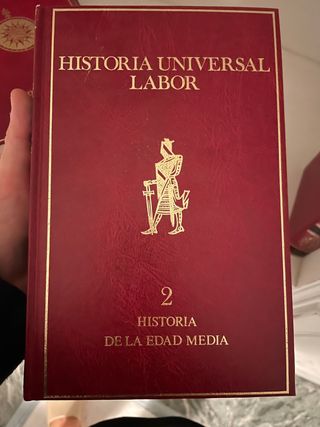 HISTORIA UNIVERSAL
LABOR
2
HISTORIA
DE LA EDAD MEDIA